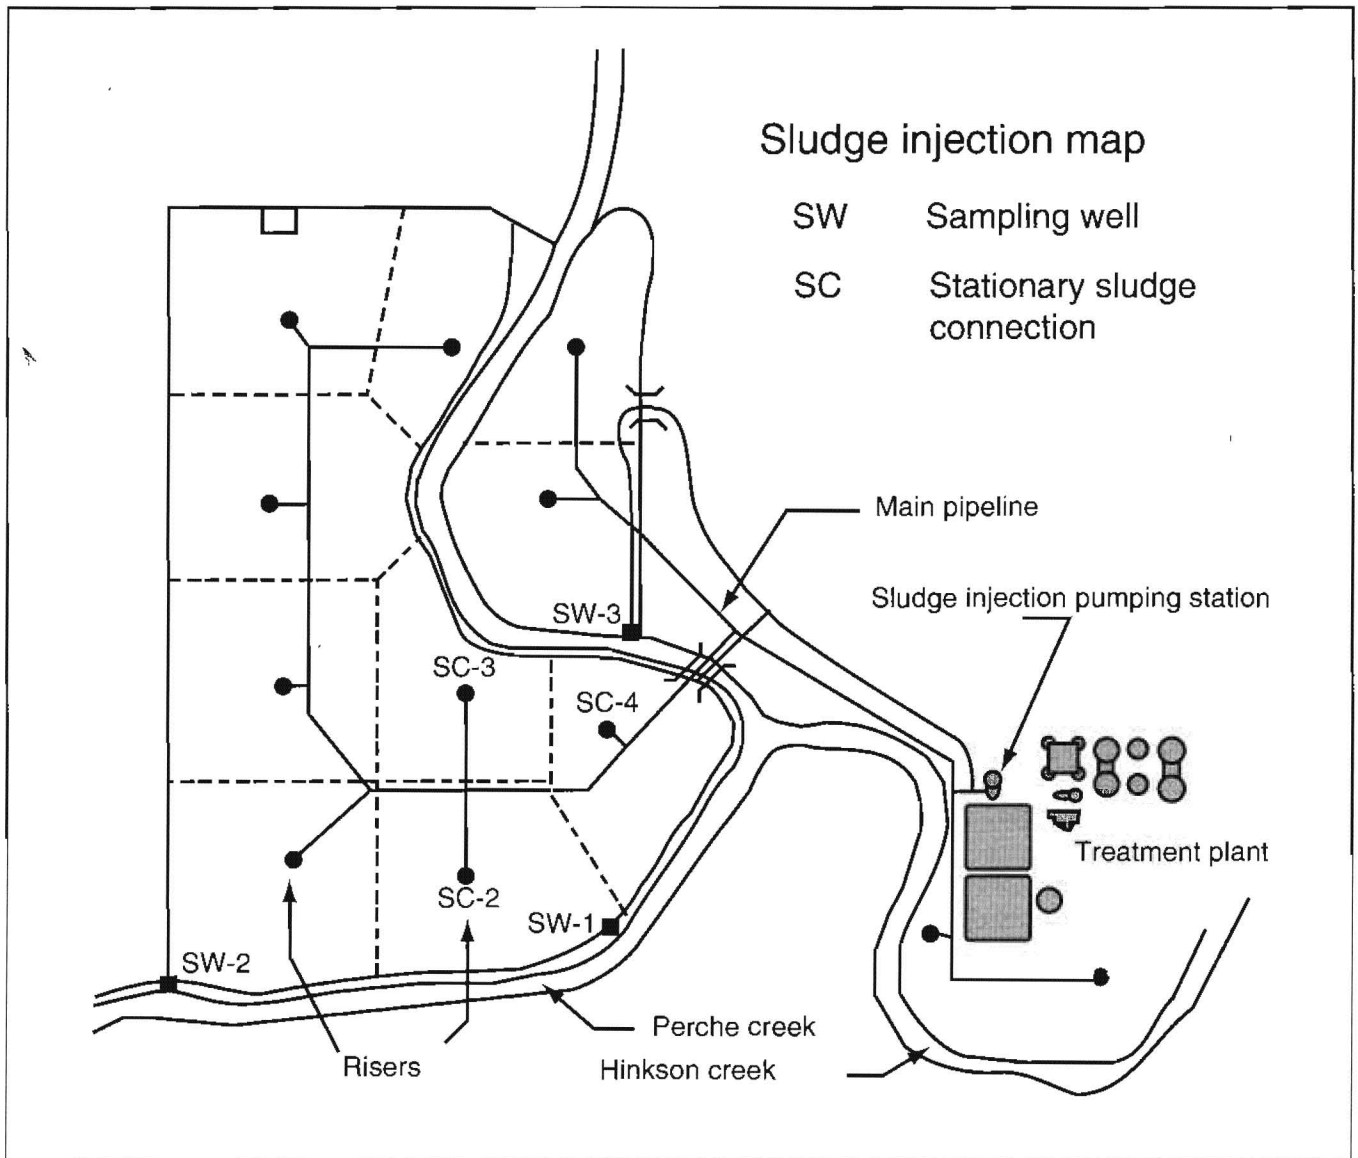 Sludge injection map
SW Sampling well
SC Stationary sludge
connection
Main pipeline
Sludge injection pumping station
SW-3
SC-3
SC-4
Treatment plant
SC-2
SW-1
SW-2
Perche creek
Risers
Hinkson creek